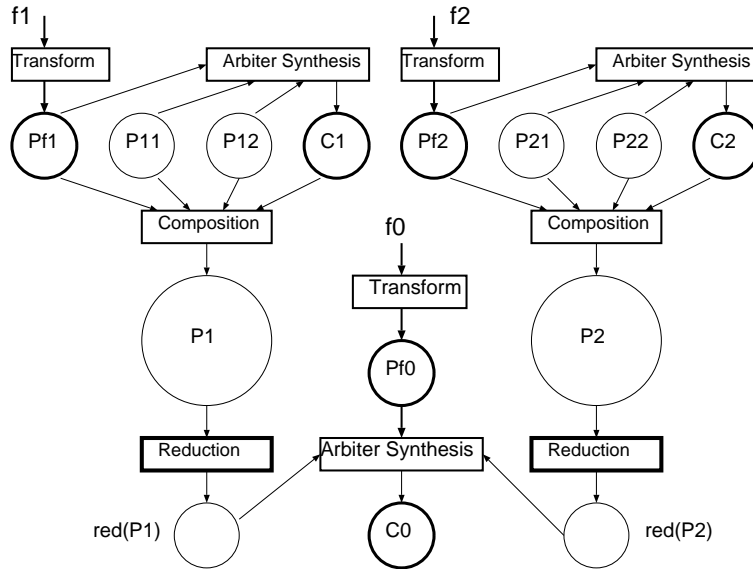 f1
f2
Transform
Arbiter Synthesis
Transform
Arbiter Synthesis
Pf1
P11
P12
C1
Pf2
P21
P22
C2
Composition
Composition
f0
Transform
P1
P2
Pf0
Reduction
Arbiter Synthesis
Reduction
red(P1)
C0
red(P2)